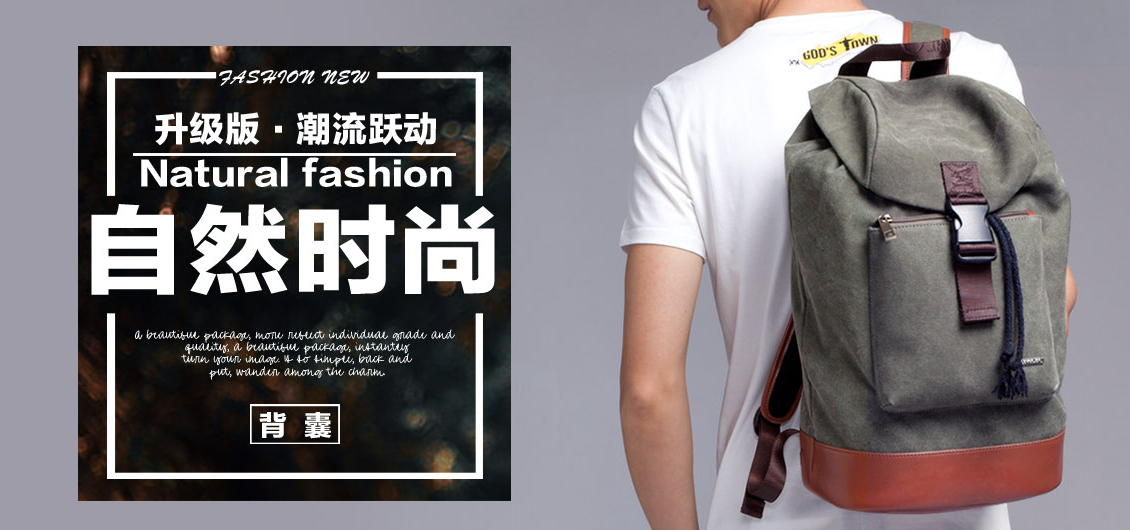 FASHION NEW
升级版·潮流跃动
Natural fashion
自然时尚
a beautiful package, more reflect individual grade and
quality, a beautiful package, instantly
turn your image. It so simple, back and
put, wander among the charm.
背囊
GOD'S TOWN